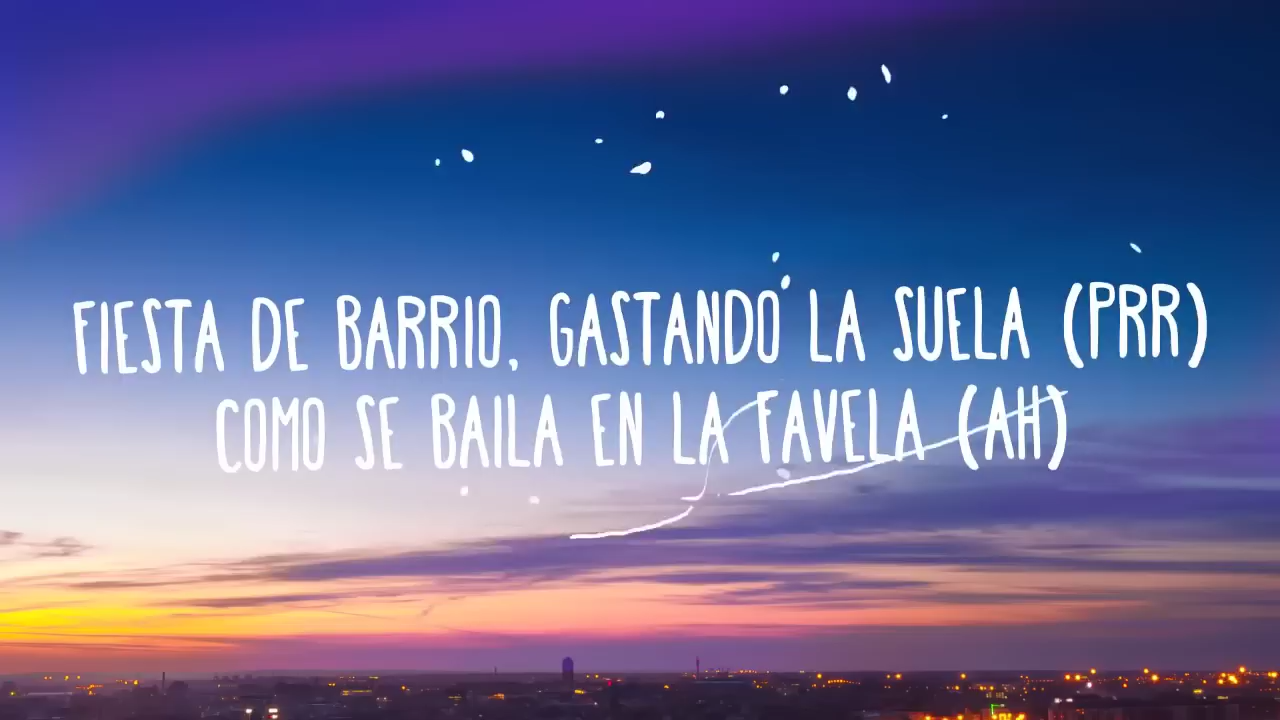 FIESTA DE BARRIO, GASTANDO LA SUELA (PRR)
COMO SE BAILA EN LA FAVELA (AH)